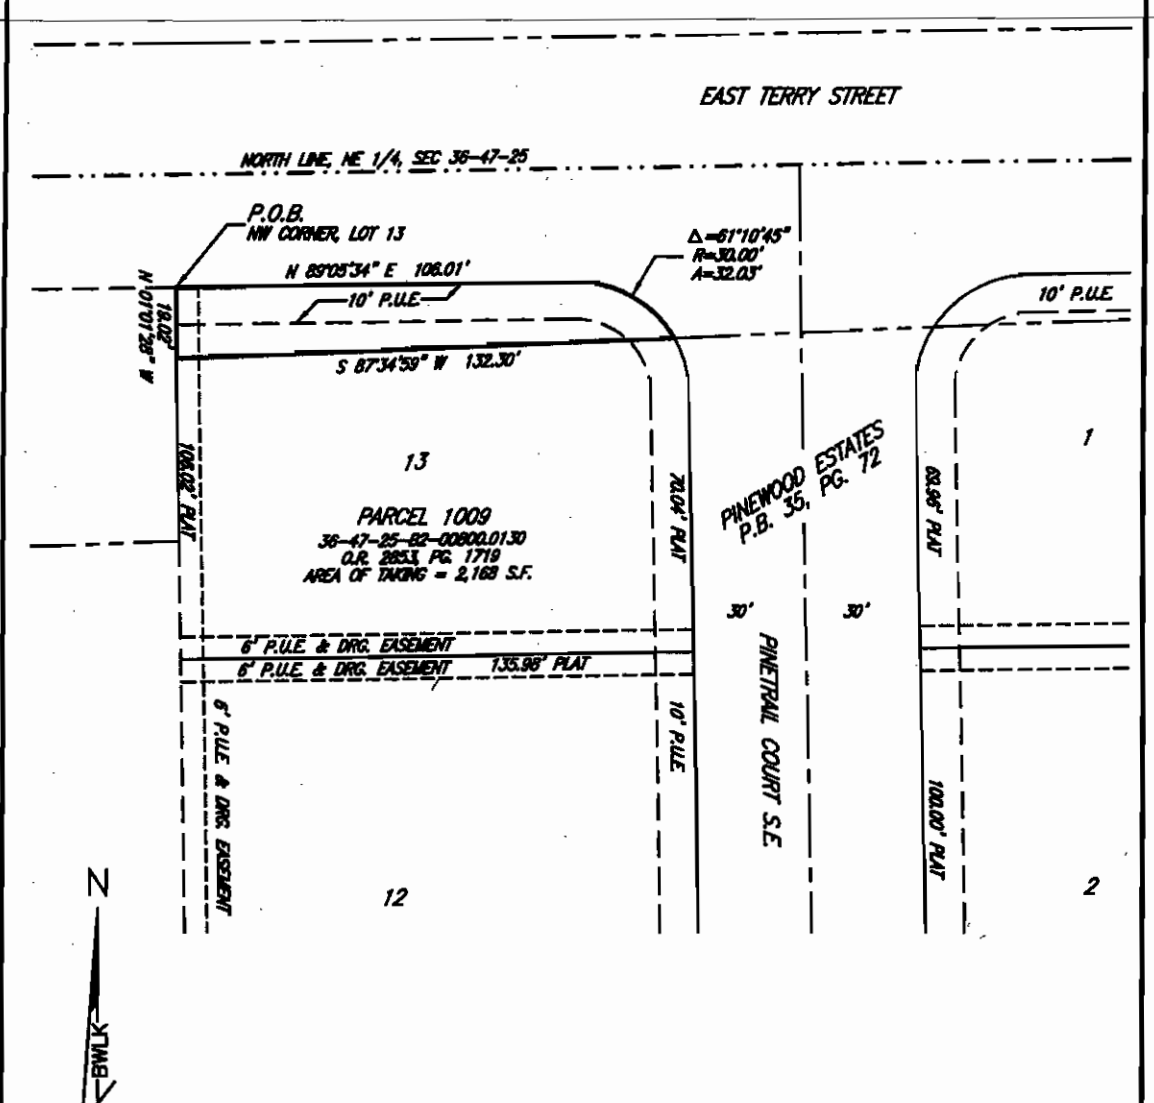 EAST TERRY STREET
NORTH LINE, NE 1/4, SEC 36-47-25
P.O.B.
NW CORNER, LOT 13
Δ=61°10'45"
R=30.00'
A=32.03'
N 89°05'34" E 106.01'
10' P.U.E.
10' P.U.E.
N 01°01'28" W
18.02'
S 87°34'59" W 132.30'
106.02' PLAT
13
1
PINEWOOD ESTATES
P.B. 35, PG. 72
70.04' PLAT
69.96' PLAT
PARCEL 1009
36-47-25-B2-00800.0130
O.R. 2853, PG. 1719
AREA OF TAKING = 2,168 S.F.
30'
30'
6' P.U.E. & DRG. EASEMENT
6' P.U.E. & DRG. EASEMENT
135.98' PLAT
PINETRAIL COURT S.E.
6' P.U.E. & DRG. EASEMENT
10' P.U.E.
100.00' PLAT
12
2
N
BWLK